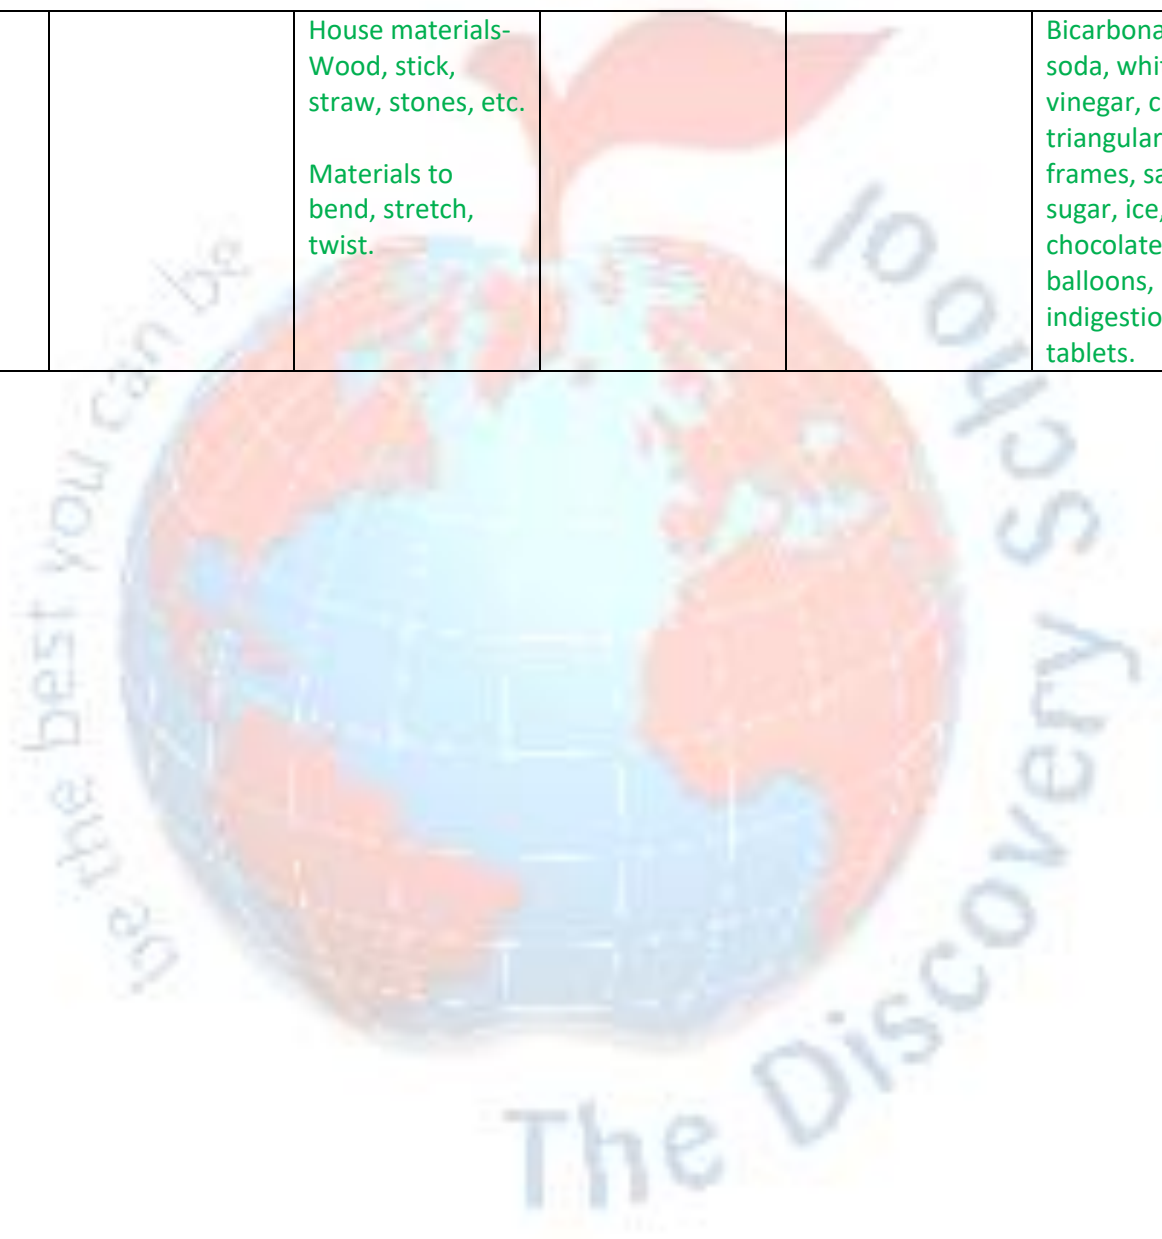 House materials-
Wood, stick,
straw, stones, etc.
Materials to
bend, stretch,
twist.
Bicarbona
soda, whi
vinegar, c
triangular
frames, sa
sugar, ice,
chocolate
balloons,
indigestio
tablets.
be the best you can be
The Discovery School